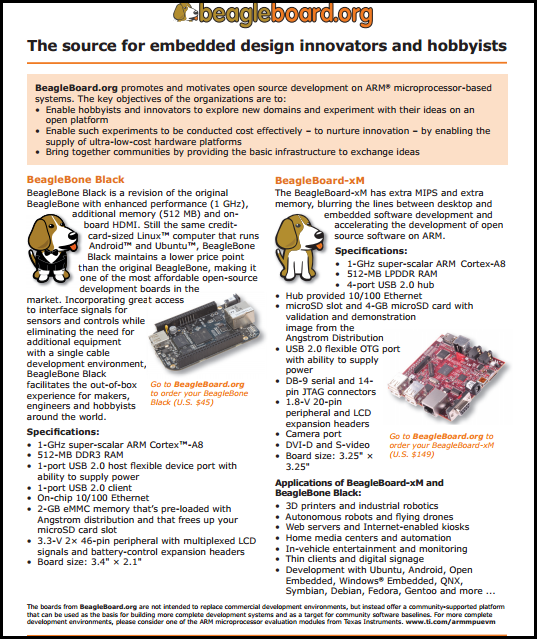 beagleboard.org
The source for embedded design innovators and hobbyists
BeagleBoard.org promotes and motivates open source development on ARM® microprocessor-based
systems. The key objectives of the organizations are to:
• Enable hobbyists and innovators to explore new domains and experiment with their ideas on an
open platform
• Enable such experiments to be conducted cost effectively – to nurture innovation – by enabling the
supply of ultra-low-cost hardware platforms
• Bring together communities by providing the basic infrastructure to exchange ideas
BeagleBone Black
BeagleBone Black is a revision of the original
BeagleBone with enhanced performance (1 GHz),
additional memory (512 MB) and on-
board HDMI. Still the same credit-
card-sized Linux™ computer that runs
Android™ and Ubuntu™, BeagleBone
Black maintains a lower price point
than the original BeagleBone, making it
one of the most affordable open-source
development boards in the
market. Incorporating great access
to interface signals for
sensors and controls while
eliminating the need for
additional equipment
with a single cable
development environment,
BeagleBone Black
facilitates the out-of-box
experience for makers,
engineers and hobbyists
around the world.
Go to BeagleBoard.org
to order your BeagleBone
Black (U.S. $45)
Specifications:
• 1-GHz super-scalar ARM Cortex™-A8
• 512-MB DDR3 RAM
• 1-port USB 2.0 host flexible device port with
ability to supply power
• 1-port USB 2.0 client
• On-chip 10/100 Ethernet
• 2-GB eMMC memory that's pre-loaded with
Angstrom distribution and that frees up your
microSD card slot
• 3.3-V 2× 46-pin peripheral with multiplexed LCD
signals and battery-control expansion headers
• Board size: 3.4" × 2.1"
BeagleBoard-xM
The BeagleBoard-xM has extra MIPS and extra
memory, blurring the lines between desktop and
embedded software development and
accelerating the development of open
source software on ARM.
Specifications:
• 1-GHz super-scalar ARM Cortex-A8
• 512-MB LPDDR RAM
• 4-port USB 2.0 hub
• Hub provided 10/100 Ethernet
• microSD slot and 4-GB microSD card with
validation and demonstration
image from the
Angstrom Distribution
• USB 2.0 flexible OTG port
with ability to supply
power
• DB-9 serial and 14-
pin JTAG connectors
• 1.8-V 20-pin
peripheral and LCD
expansion headers
• Camera port
• DVI-D and S-video
• Board size: 3.25" ×
3.25"
Go to BeagleBoard.org to
order your BeagleBoard-xM
(U.S. $149)
Applications of BeagleBoard-xM and
BeagleBone Black:
• 3D printers and industrial robotics
• Autonomous robots and flying drones
• Web servers and Internet-enabled kiosks
• Home media centers and automation
• In-vehicle entertainment and monitoring
• Thin clients and digital signage
• Development with Ubuntu, Android, Open
Embedded, Windows® Embedded, QNX,
Symbian, Debian, Fedora, Gentoo and more ...
The boards from BeagleBoard.org are not intended to replace commercial development environments, but instead offer a community-supported platform
that can be used as the basis for building more complete development systems and as a target for community software baselines. For more complete
development environments, please consider one of the ARM microprocessor evaluation modules from Texas Instruments. www.ti.com/armmpuevm